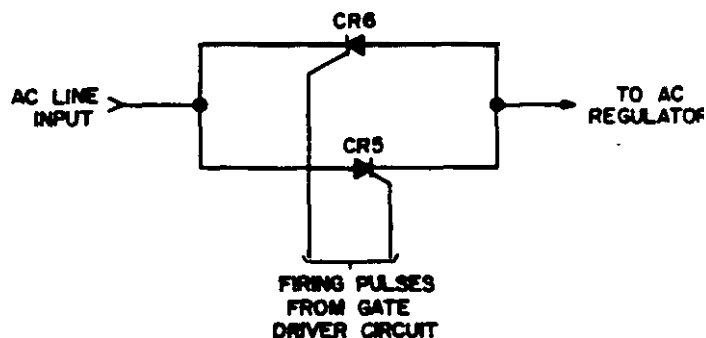 CR6
AC LINE
INPUT
TO AC
REGULATOR
CR5
FIRING PULSES
FROM GATE
DRIVER CIRCUIT